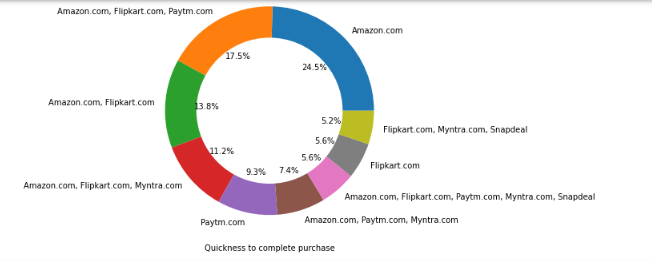 Amazon.com, Flipkart.com, Paytm.com
Amazon.com
17.5%
24.5%
Amazon.com, Flipkart.com
13.8%
5.2%
Flipkart.com, Myntra.com, Snapdeal
5.6%
11.2%
5.6%
Flipkart.com
9.3%
7.4%
Amazon.com, Flipkart.com, Myntra.com
Amazon.com, Flipkart.com, Paytm.com, Myntra.com, Snapdeal
Paytm.com
Amazon.com, Paytm.com, Myntra.com
Quickness to complete purchase